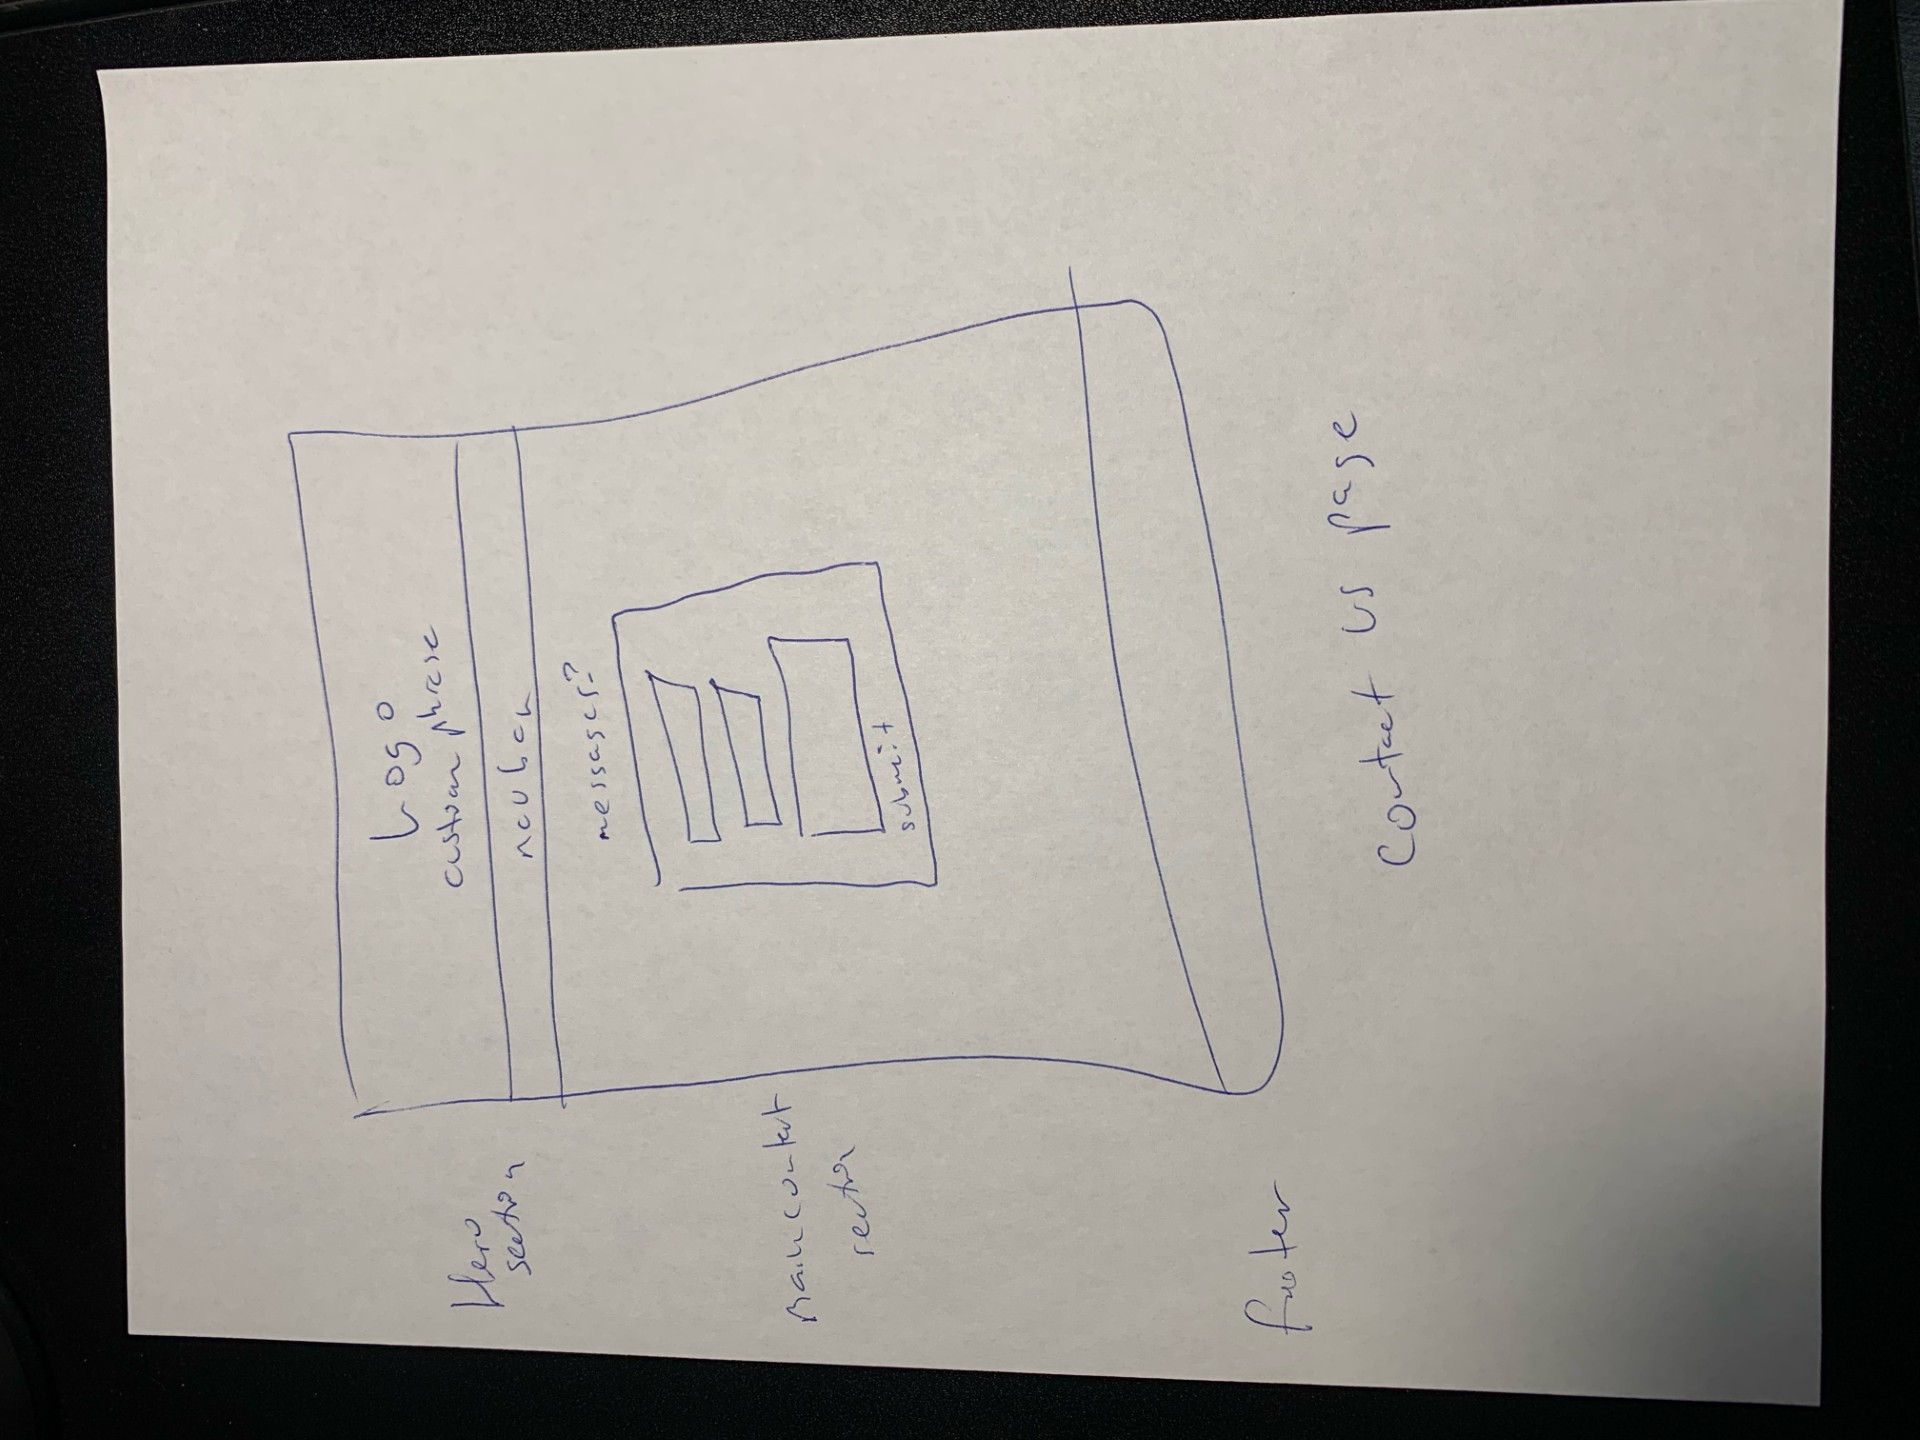 Logo
custom phrase
Hero
section
navbar
messages?
Main content
section
submit
footer
Contact us page